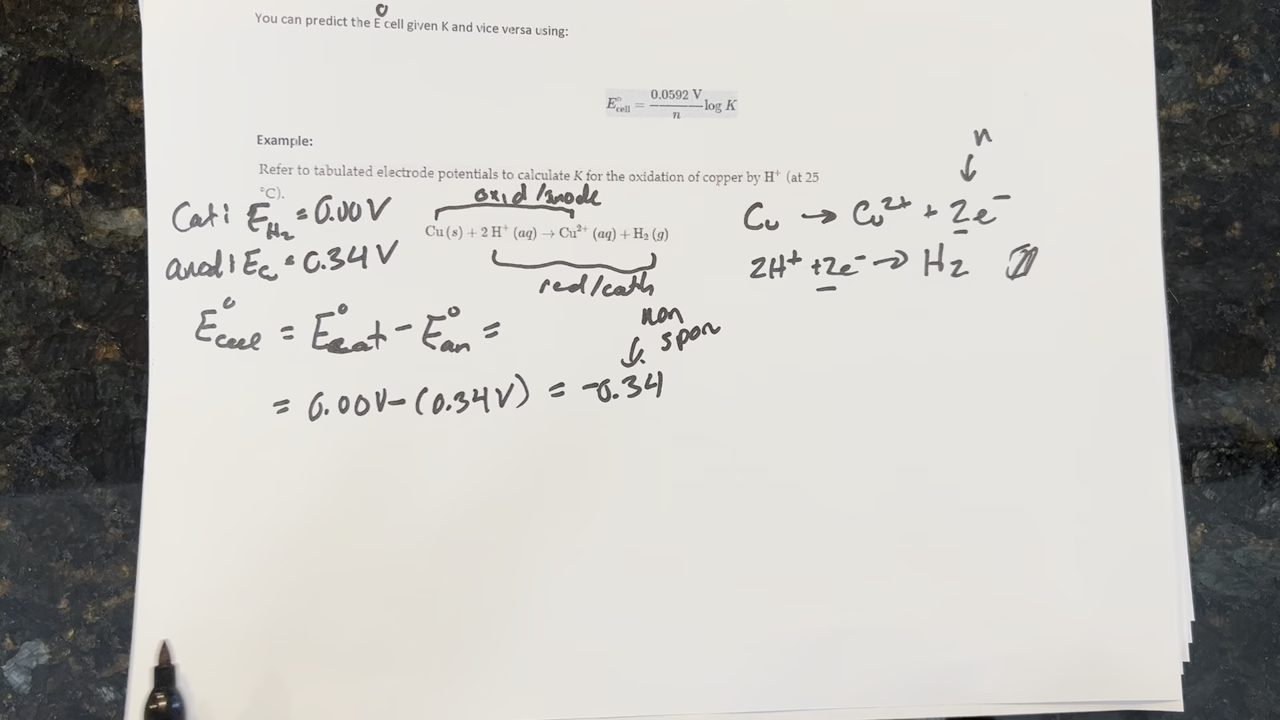 You can predict the E° cell given K and vice versa using:
E°cell = 0.0592 V / n log K
Example:
Refer to tabulated electrode potentials to calculate K for the oxidation of copper by H⁺ (at 25
°C).
oxid/anode
Cat: E_H₂ = 0.00V
Cu(s) + 2 H⁺ (aq) → Cu²⁺ (aq) + H₂ (g)
anod: E_C = 0.34V
red/cath
n
↓
Cu → Cu²⁺ + 2e⁻
2H⁺ + 2e⁻ → H₂
E°cell = E°cat - E°an =
non
spon
↓
= 0.00V - (0.34V) = -0.34